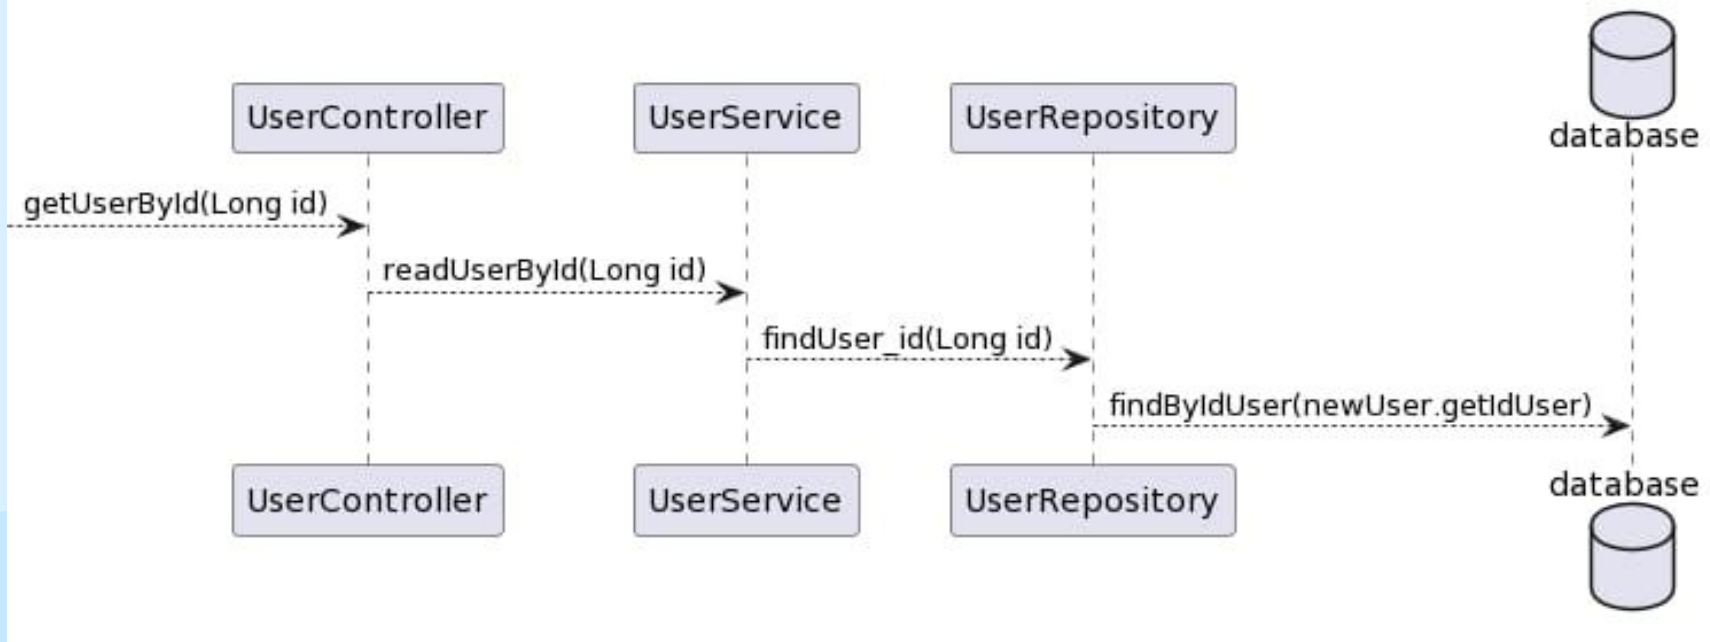 UserController
UserService
UserRepository
database
getUserById(Long id)
readUserById(Long id)
findUser_id(Long id)
findByIdUser(newUser.getIdUser)
UserController
UserService
UserRepository
database